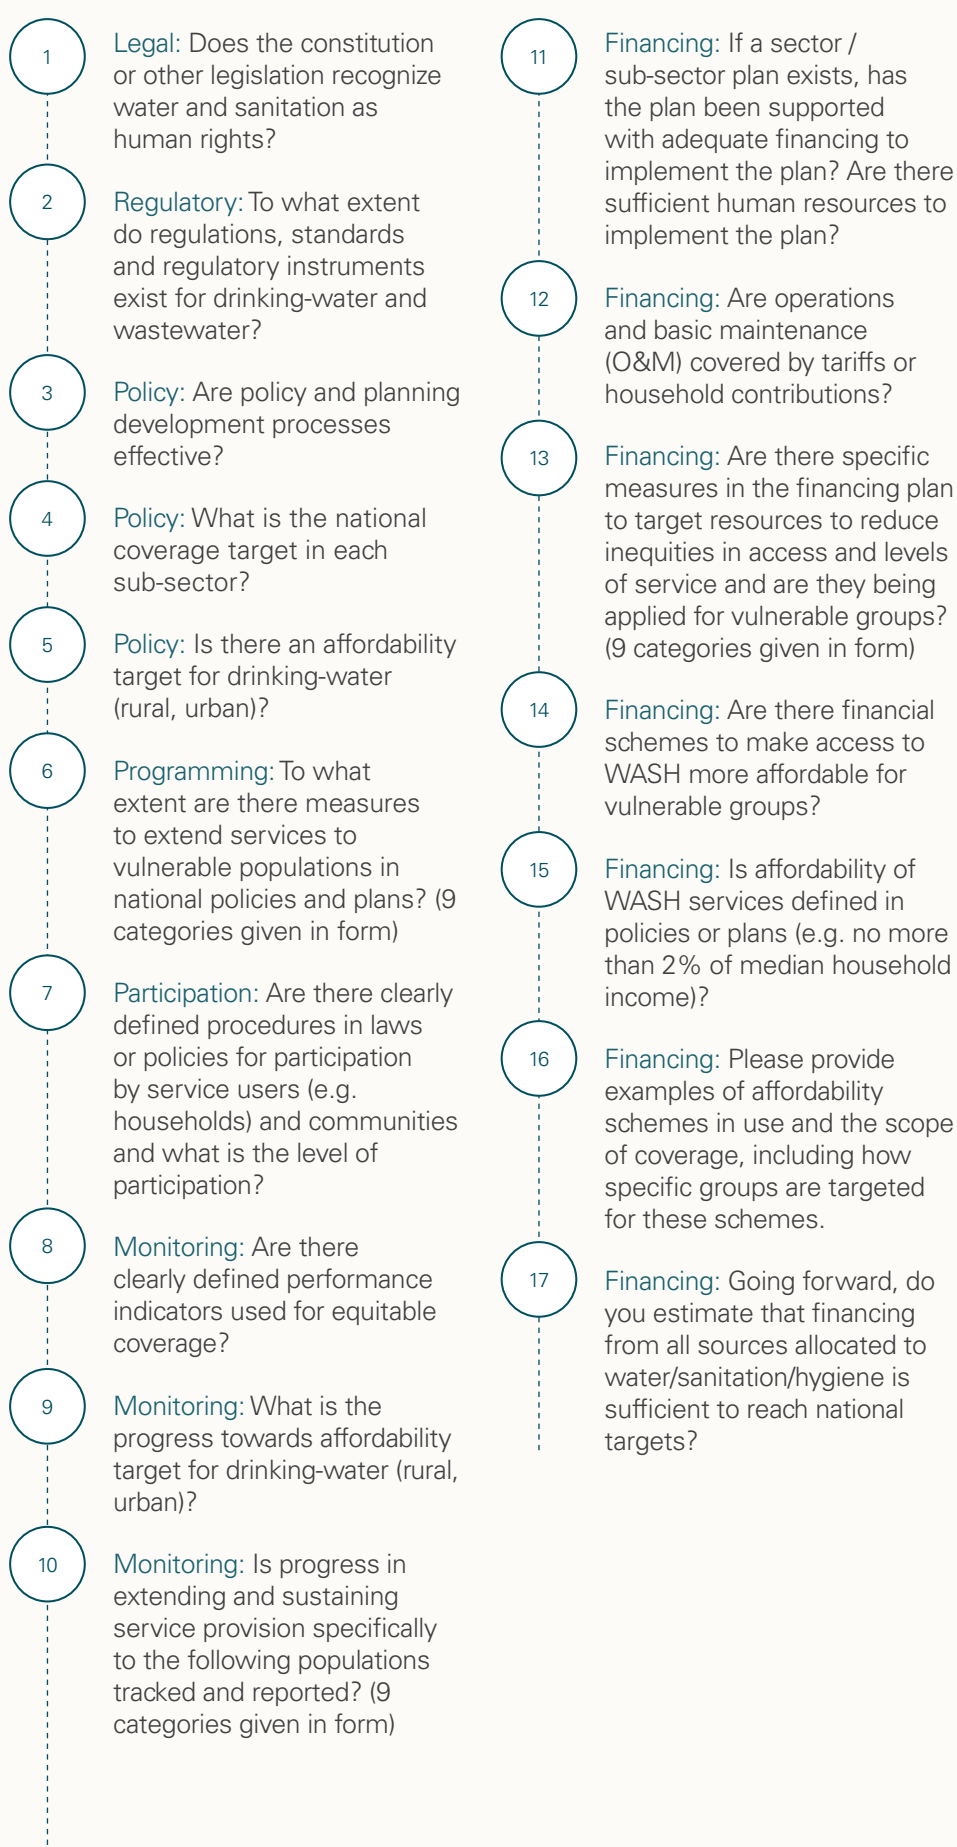 1
Legal: Does the constitution
or other legislation recognize
water and sanitation as
human rights?
2
Regulatory: To what extent
do regulations, standards
and regulatory instruments
exist for drinking-water and
wastewater?
3
Policy: Are policy and planning
development processes
effective?
4
Policy: What is the national
coverage target in each
sub-sector?
5
Policy: Is there an affordability
target for drinking-water
(rural, urban)?
6
Programming: To what
extent are there measures
to extend services to
vulnerable populations in
national policies and plans? (9
categories given in form)
7
Participation: Are there clearly
defined procedures in laws
or policies for participation
by service users (e.g.
households) and communities
and what is the level of
participation?
8
Monitoring: Are there
clearly defined performance
indicators used for equitable
coverage?
9
Monitoring: What is the
progress towards affordability
target for drinking-water (rural,
urban)?
10
Monitoring: Is progress in
extending and sustaining
service provision specifically
to the following populations
tracked and reported? (9
categories given in form)
11
Financing: If a sector /
sub-sector plan exists, has
the plan been supported
with adequate financing to
implement the plan? Are there
sufficient human resources to
implement the plan?
12
Financing: Are operations
and basic maintenance
(O&M) covered by tariffs or
household contributions?
13
Financing: Are there specific
measures in the financing plan
to target resources to reduce
inequities in access and levels
of service and are they being
applied for vulnerable groups?
(9 categories given in form)
14
Financing: Are there financial
schemes to make access to
WASH more affordable for
vulnerable groups?
15
Financing: Is affordability of
WASH services defined in
policies or plans (e.g. no more
than 2% of median household
income)?
16
Financing: Please provide
examples of affordability
schemes in use and the scope
of coverage, including how
specific groups are targeted
for these schemes.
17
Financing: Going forward, do
you estimate that financing
from all sources allocated to
water/sanitation/hygiene is
sufficient to reach national
targets?